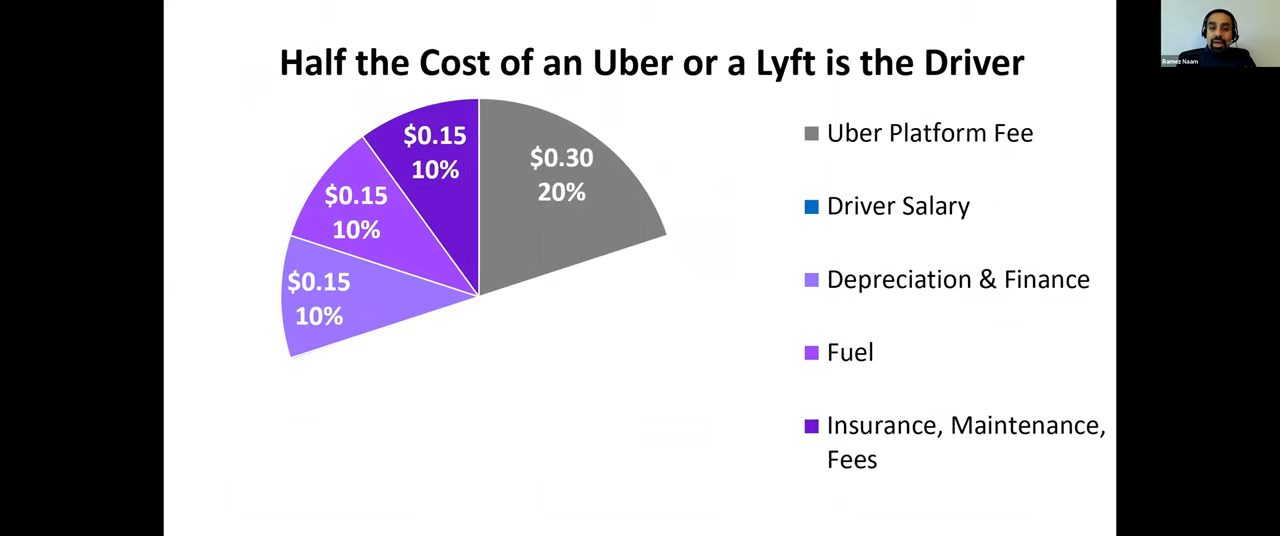 Half the Cost of an Uber or a Lyft is the Driver
$0.15
10%
$0.30
20%
$0.15
10%
$0.15
10%
Uber Platform Fee
Driver Salary
Depreciation & Finance
Fuel
Insurance, Maintenance,
Fees
Ramez Naam